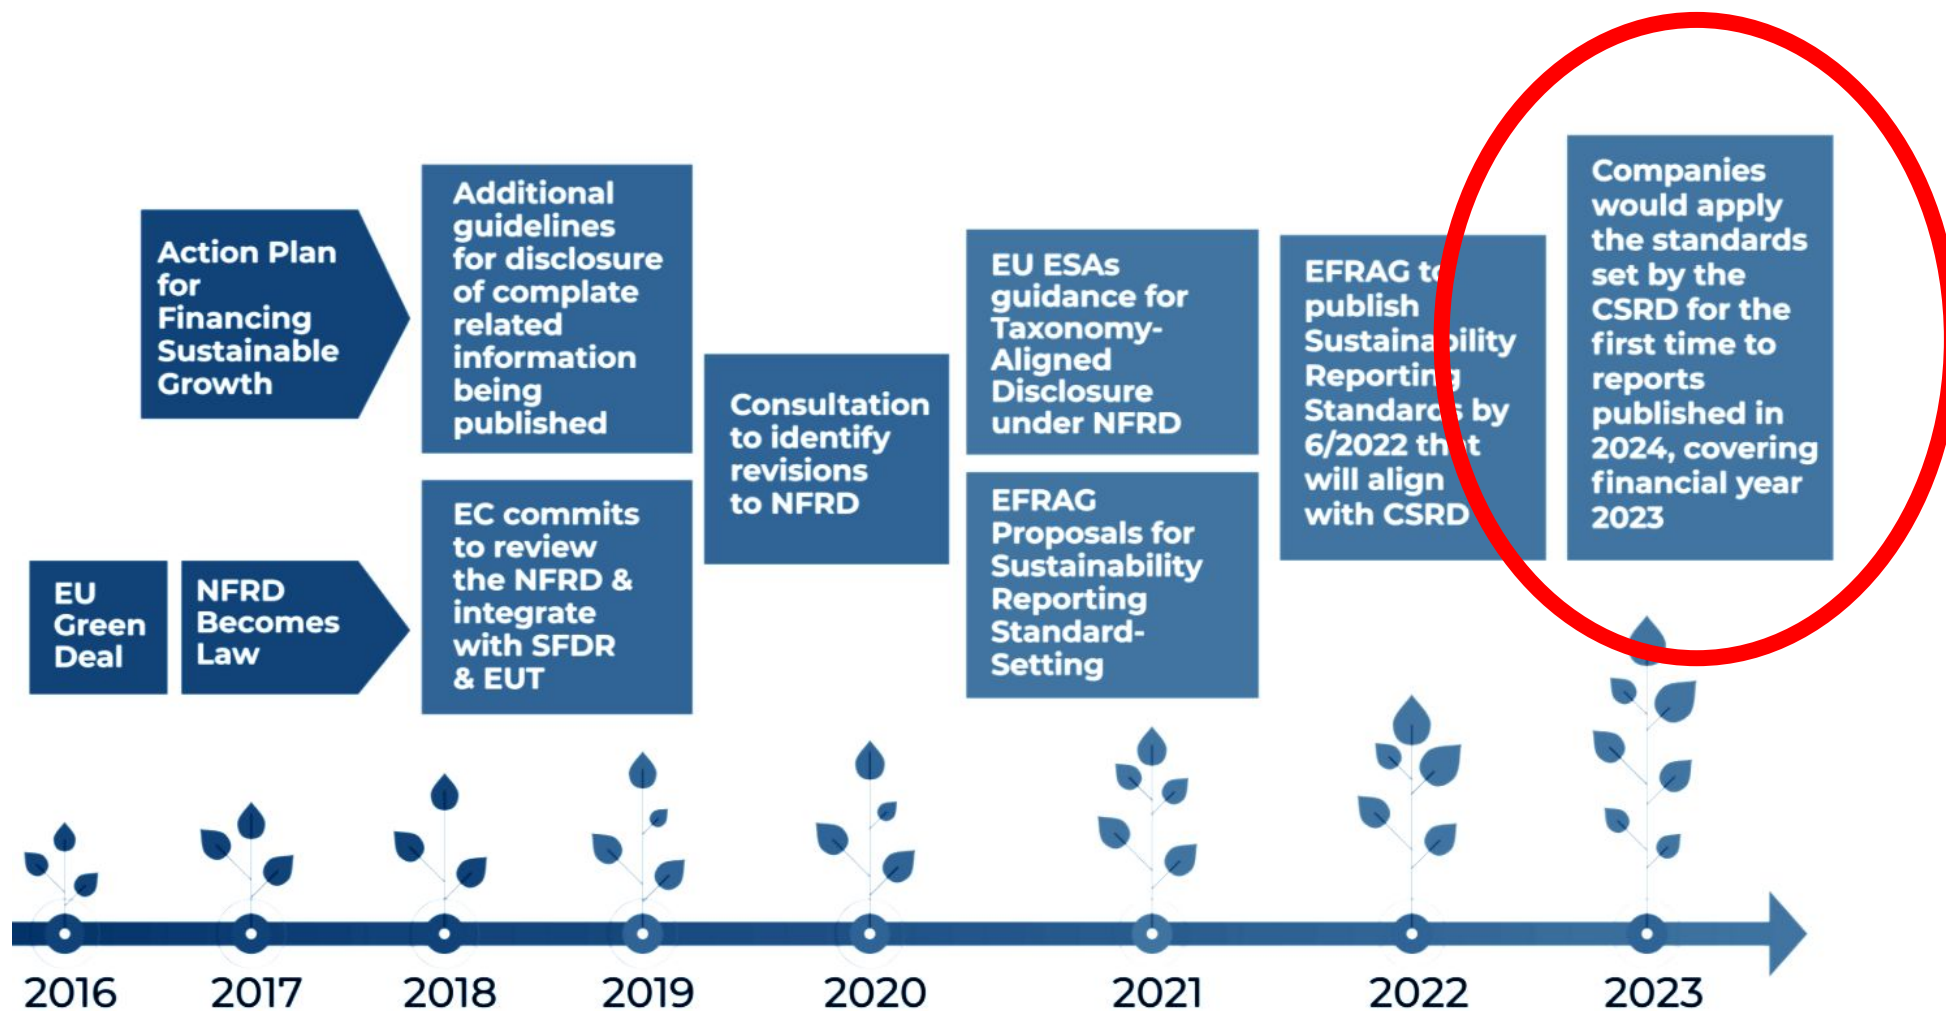 Action Plan
for
Financing
Sustainable
Growth
EU
Green
Deal
NFRD
Becomes
Law
Additional
guidelines
for disclosure
of complate
related
information
being
published
EC commits
to review
the NFRD &
integrate
with SFDR
& EUT
Consultation
to identify
revisions
to NFRD
EU ESAs
guidance for
Taxonomy-
Aligned
Disclosure
under NFRD
EFRAG
Proposals for
Sustainability
Reporting
Standard-
Setting
EFRAG to
publish
Sustainability
Reporting
Standards by
6/2022 that
will align
with CSRD
Companies
would apply
the standards
set by the
CSRD for the
first time to
reports
published in
2024, covering
financial year
2023
2016 2017 2018 2019 2020 2021 2022 2023